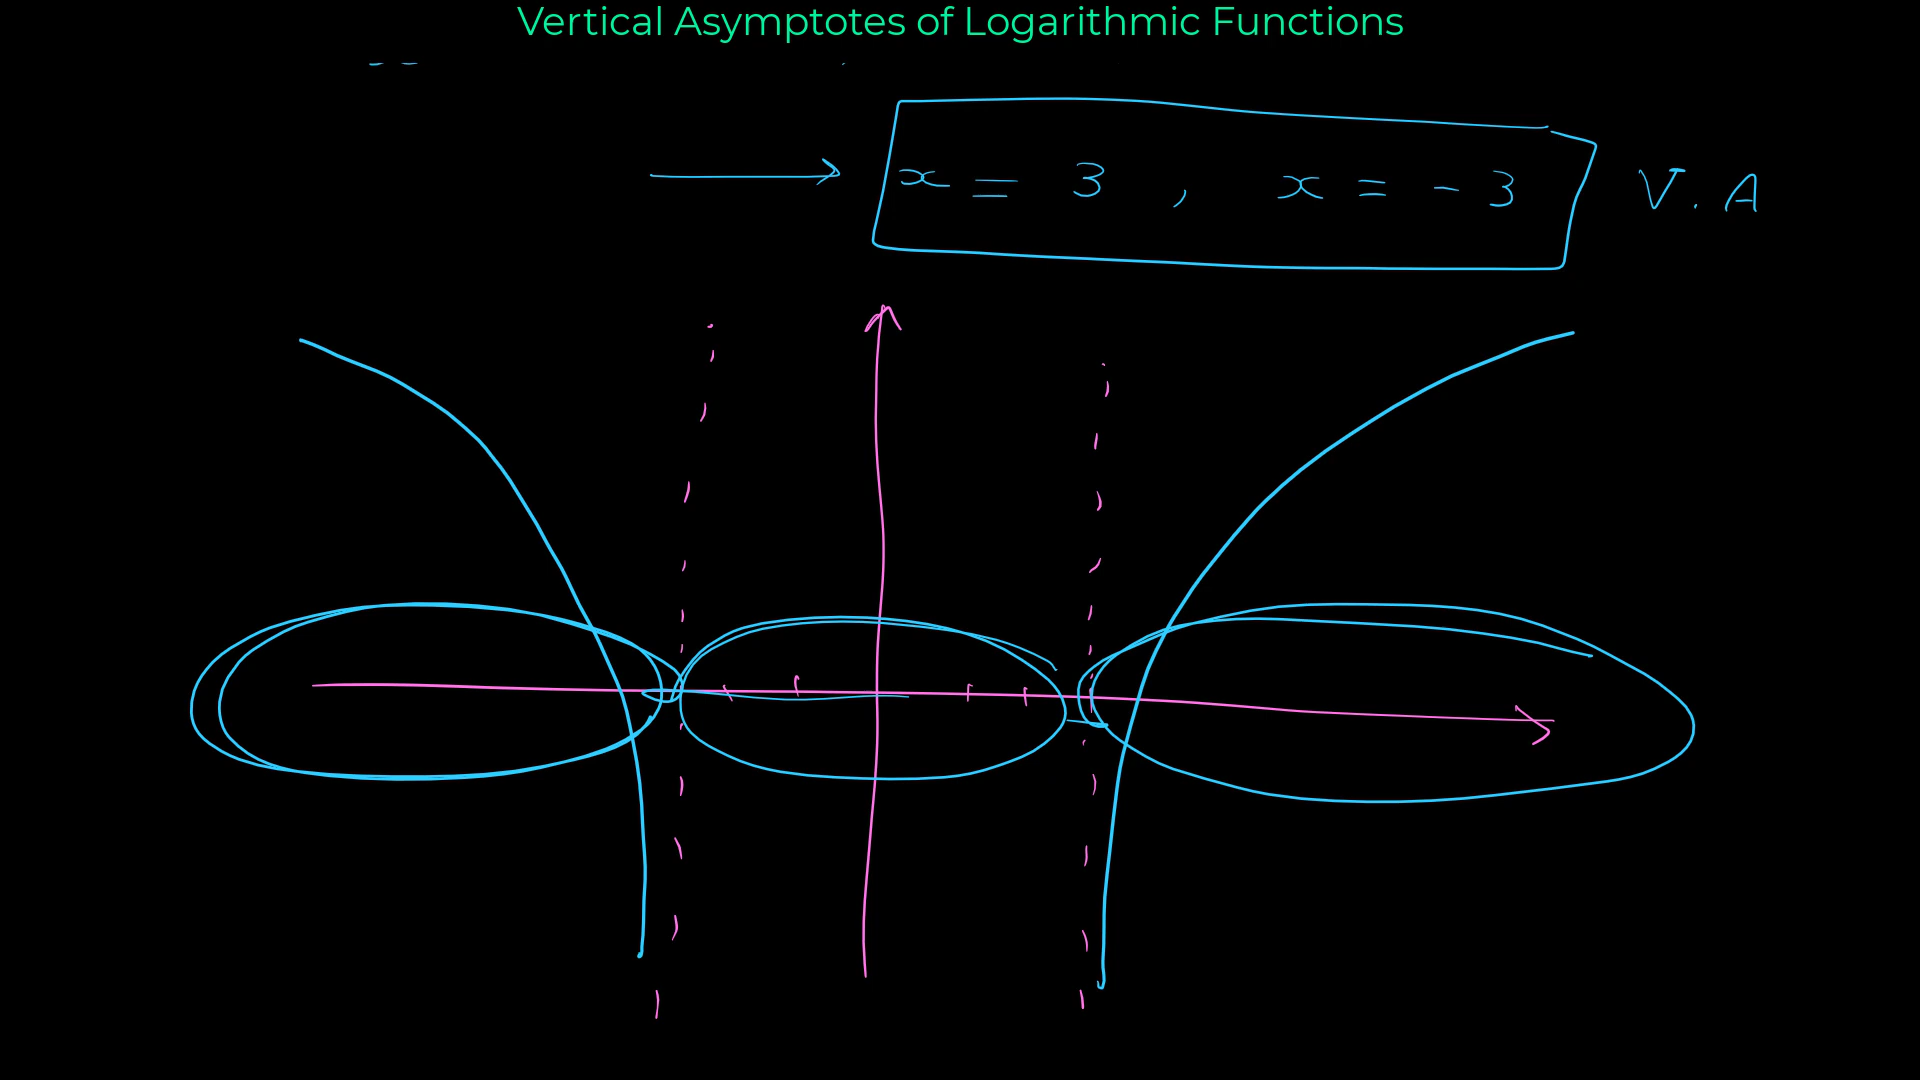 Vertical Asymptotes of Logarithmic Functions
x = 3 , x = -3 V.A